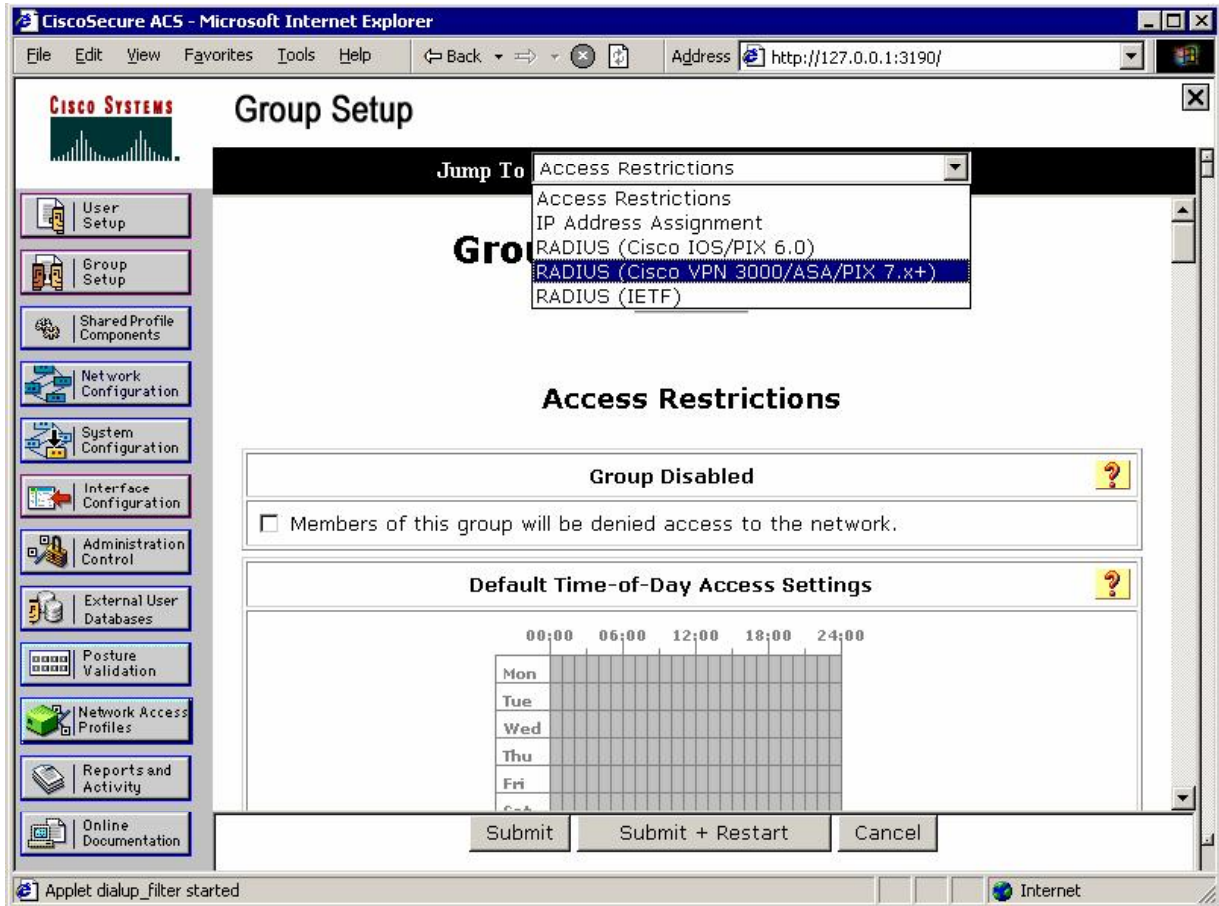 CiscoSecure ACS - Microsoft Internet Explorer
File Edit View Favorites Tools Help Back Address http://127.0.0.1:3190/
CISCO SYSTEMS
Group Setup
Jump To Access Restrictions
Access Restrictions
IP Address Assignment
RADIUS (Cisco IOS/PIX 6.0)
RADIUS (Cisco VPN 3000/ASA/PIX 7.x+)
RADIUS (IETF)
Gro
User
Setup
Group
Setup
Shared Profile
Components
Network
Configuration
System
Configuration
Interface
Configuration
Administration
Control
External User
Databases
Posture
Validation
Network Access
Profiles
Reports and
Activity
Online
Documentation
Access Restrictions
Group Disabled
?
Members of this group will be denied access to the network.
Default Time-of-Day Access Settings
?
00:00 06:00 12:00 18:00 24:00
Mon
Tue
Wed
Thu
Fri
Submit Submit + Restart Cancel
Applet dialup_filter started
Internet